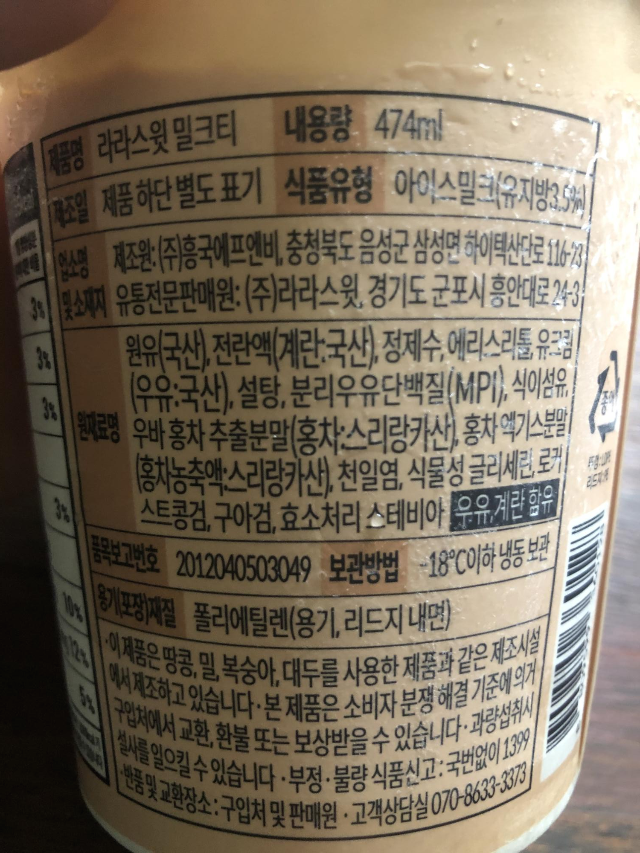 제품명 라라스윗 밀크티 내용량 474ml
제조일 제품 하단 별도 표기 식품유형 아이스밀크(유지방3.9%)
업소명 및 소재지
제조원: (주)흥국에프엔비, 충청북도 음성군 삼성면 하이텍산단로 116-23
유통전문판매원: (주)라라스윗, 경기도 군포시 흥안대로 24-3
원재료명
원유(국산), 전란액(계란:국산), 정제수, 에리스리톨, 유크림
(우유:국산), 설탕, 분리우유단백질(MPI), 식이섬유,
우바 홍차 추출분말(홍차:스리랑카산), 홍차 엑기스분말
(홍차농축액:스리랑카산), 천일염, 식물성 글리세린, 로커
스트콩검, 구아검, 효소처리 스테비아 우유,계란 함유
품목보고번호 2012040503049 보관방법 -18℃이하 냉동 보관
용기(포장)재질 폴리에틸렌(용기, 리드지 내면)
·이 제품은 땅콩, 밀, 복숭아, 대두를 사용한 제품과 같은 제조시설
에서 제조하고 있습니다 ·본 제품은 소비자 분쟁 해결 기준에 의거
구입처에서 교환, 환불 또는 보상받을 수 있습니다 ·과량섭취시
설사를 일으킬 수 있습니다 ·부정·불량 식품신고 : 국번없이 1399
·반품 및 교환장소 : 구입처 및 판매원 ·고객상담실 070-8633-3373
3%
3%
3%
3%
10%
12%
5%